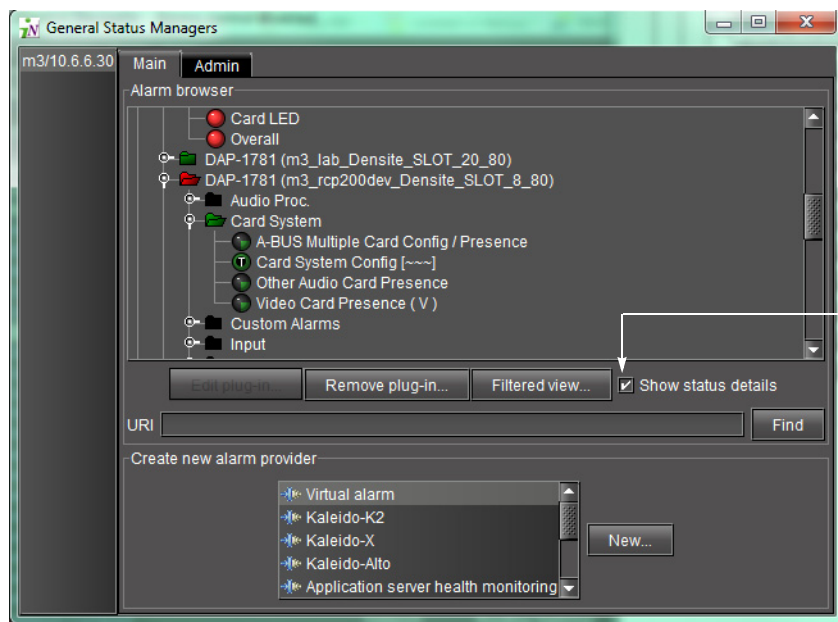 iN General Status Managers
m3/10.6.6.30 Main Admin
Alarm browser
Card LED
Overall
DAP-1781 (m3_lab_Densite_SLOT_20_80)
DAP-1781 (m3_rcp200dev_Densite_SLOT_8_80)
Audio Proc.
Card System
A-BUS Multiple Card Config / Presence
T Card System Config [~~~]
Other Audio Card Presence
Video Card Presence ( V )
Custom Alarms
Input
Edit plug-in... Remove plug-in... Filtered view... Show status details
URI Find
Create new alarm provider
Virtual alarm
Kaleido-K2
Kaleido-X
Kaleido-Alto
Application server health monitoring
New...